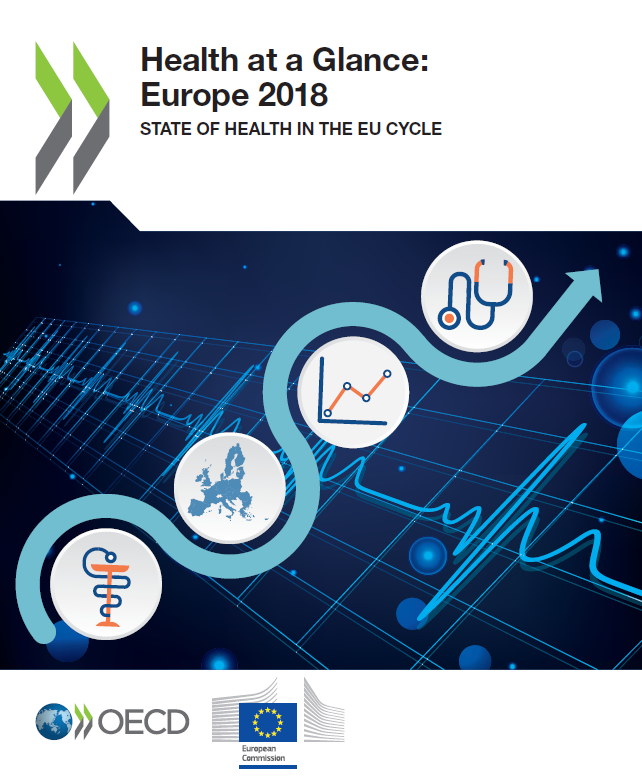 Health at a Glance:
Europe 2018
STATE OF HEALTH IN THE EU CYCLE
OECD
European
Commission